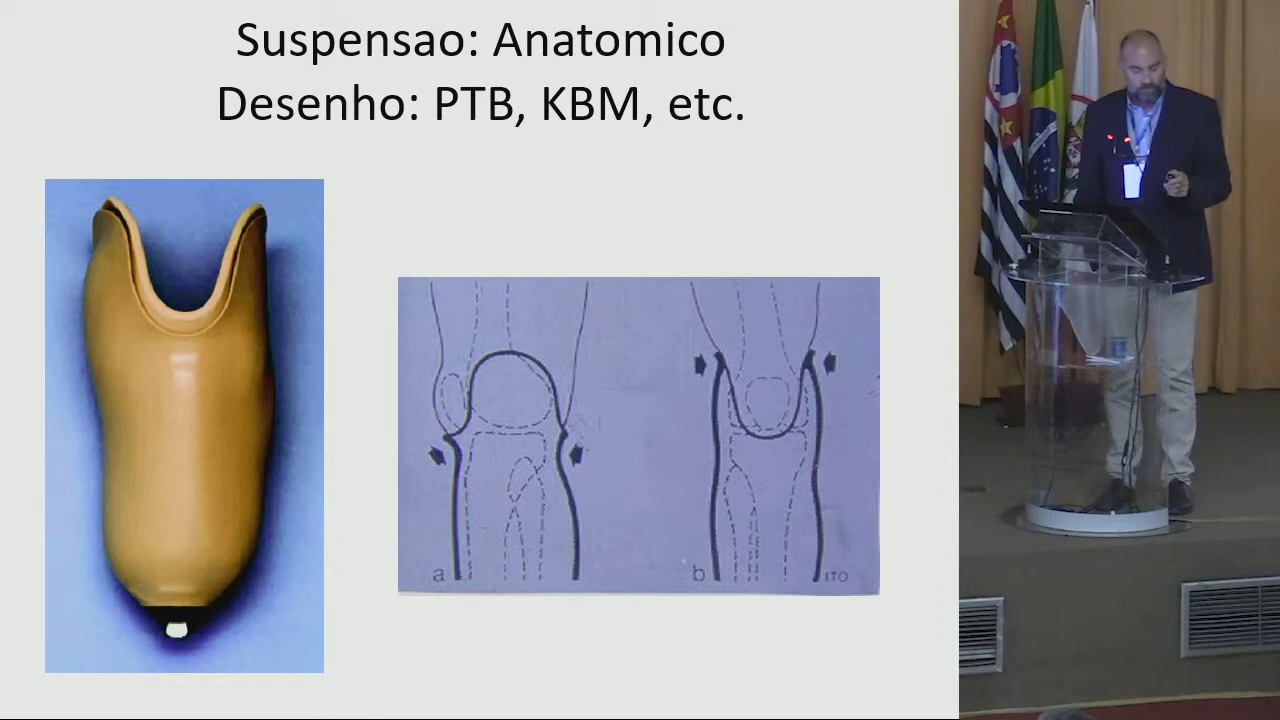 Suspensao: Anatomico
Desenho: PTB, KBM, etc.
a
b
ITO